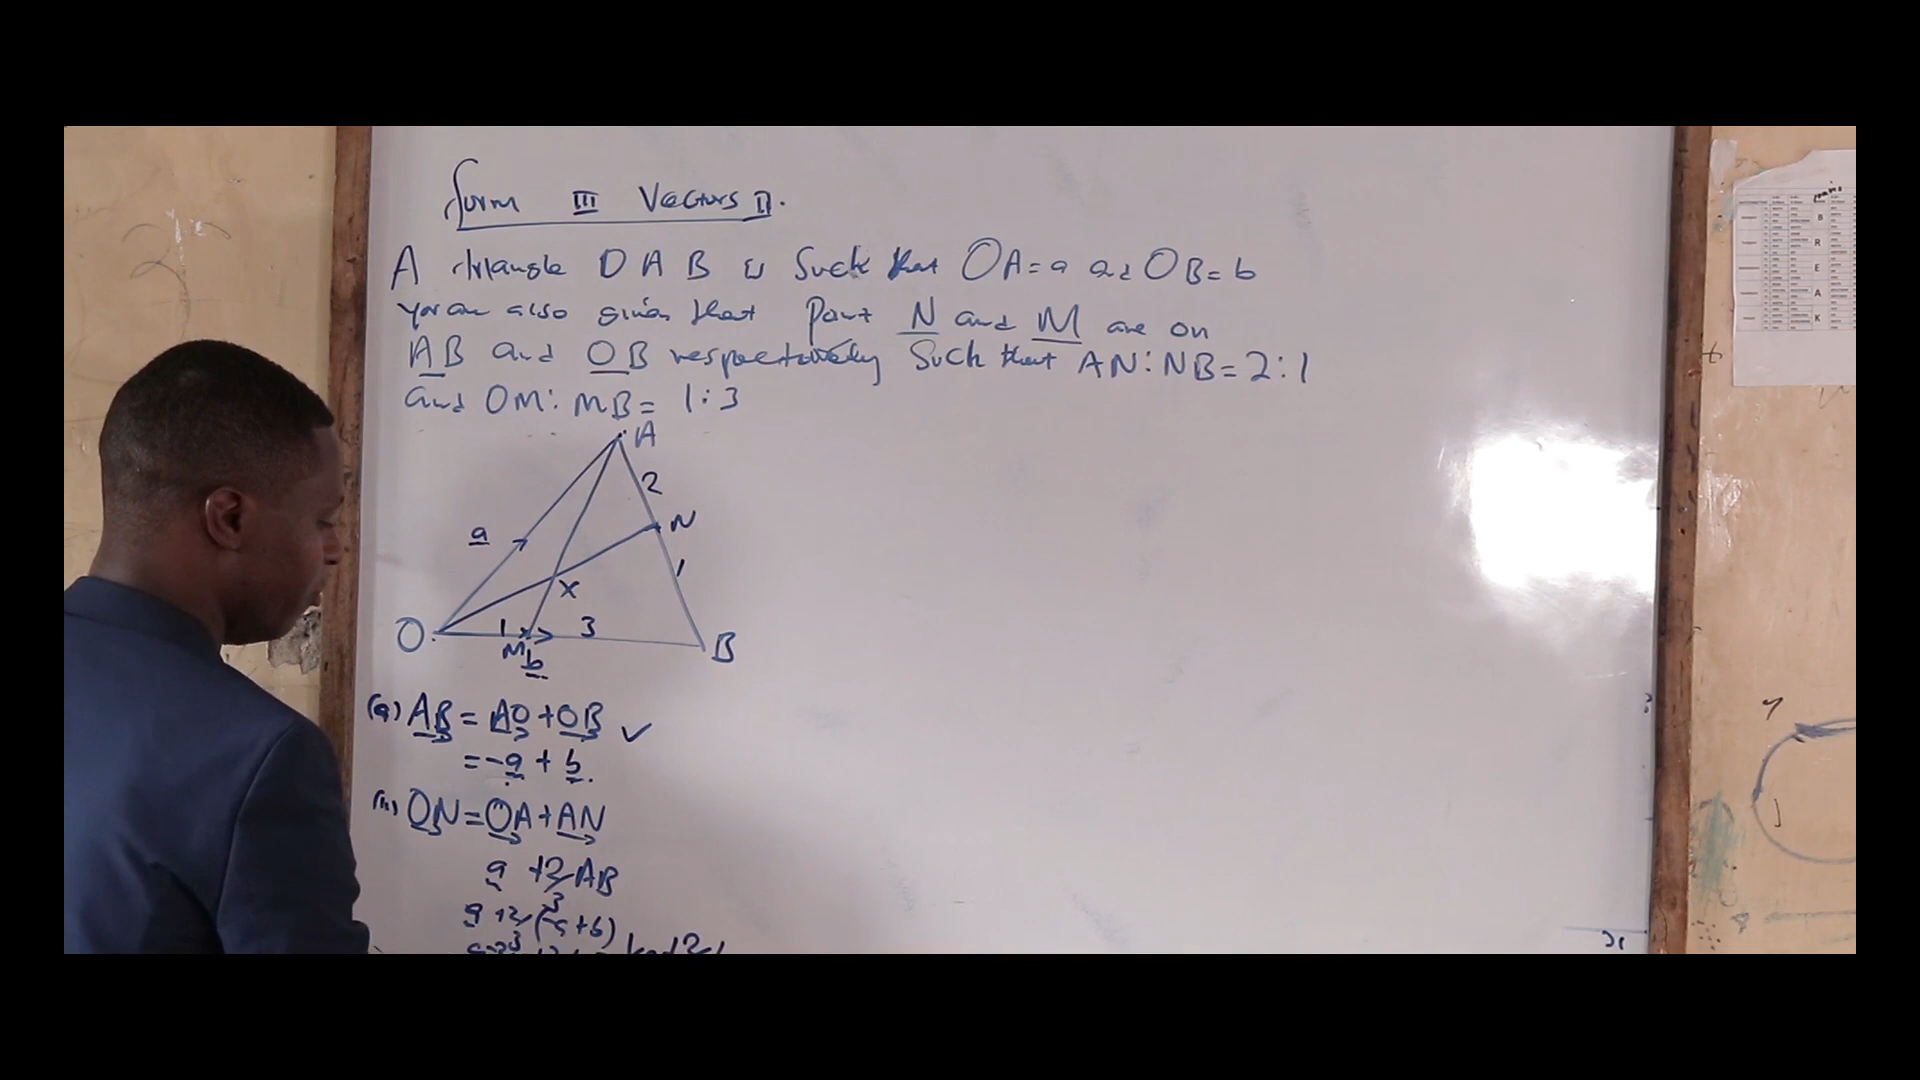 Form III Vectors II.
A triangle OAB is such that OA=a and OB=b
you are also given that Point N and M are on
AB and OB respectively such that AN:NB=2:1
and OM:MB= 1:3
A
2
a
N
1
X
O
1
3
M
B
b
(a) AB = AO + OB ✓
= -a + b.
(ii) ON = OA + AN
a + 2/3 AB
a + 2/3 (-a + b)
B
R
E
A
K